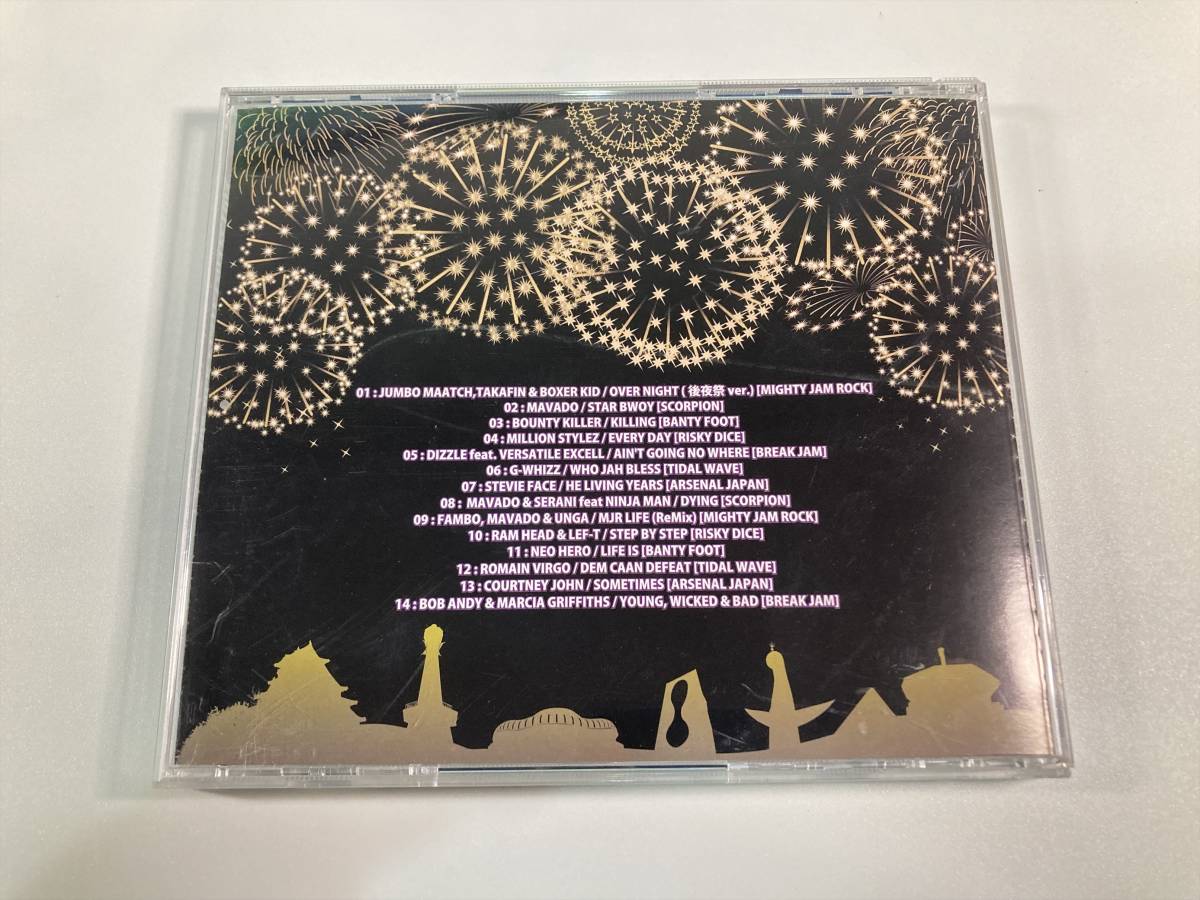 01 : JUMBO MAATCH,TAKAFIN & BOXER KID / OVER NIGHT ( 後夜祭 ver.) [MIGHTY JAM ROCK]
02 : MAVADO / STAR BWOY [SCORPION]
03 : BOUNTY KILLER / KILLING [BANTY FOOT]
04 : MILLION STYLEZ / EVERY DAY [RISKY DICE]
05 : DIZZLE feat. VERSATILE EXCELL / AIN'T GOING NO WHERE [BREAK JAM]
06 : G-WHIZZ / WHO JAH BLESS [TIDAL WAVE]
07 : STEVIE FACE / HE LIVING YEARS [ARSENAL JAPAN]
08 : MAVADO & SERANI feat NINJA MAN / DYING [SCORPION]
09 : FAMBO, MAVADO & UNGA / MJR LIFE (ReMix) [MIGHTY JAM ROCK]
10 : RAM HEAD & LEF-T / STEP BY STEP [RISKY DICE]
11 : NEO HERO / LIFE IS [BANTY FOOT]
12 : ROMAIN VIRGO / DEM CAAN DEFEAT [TIDAL WAVE]
13 : COURTNEY JOHN / SOMETIMES [ARSENAL JAPAN]
14 : BOB ANDY & MARCIA GRIFFITHS / YOUNG, WICKED & BAD [BREAK JAM]